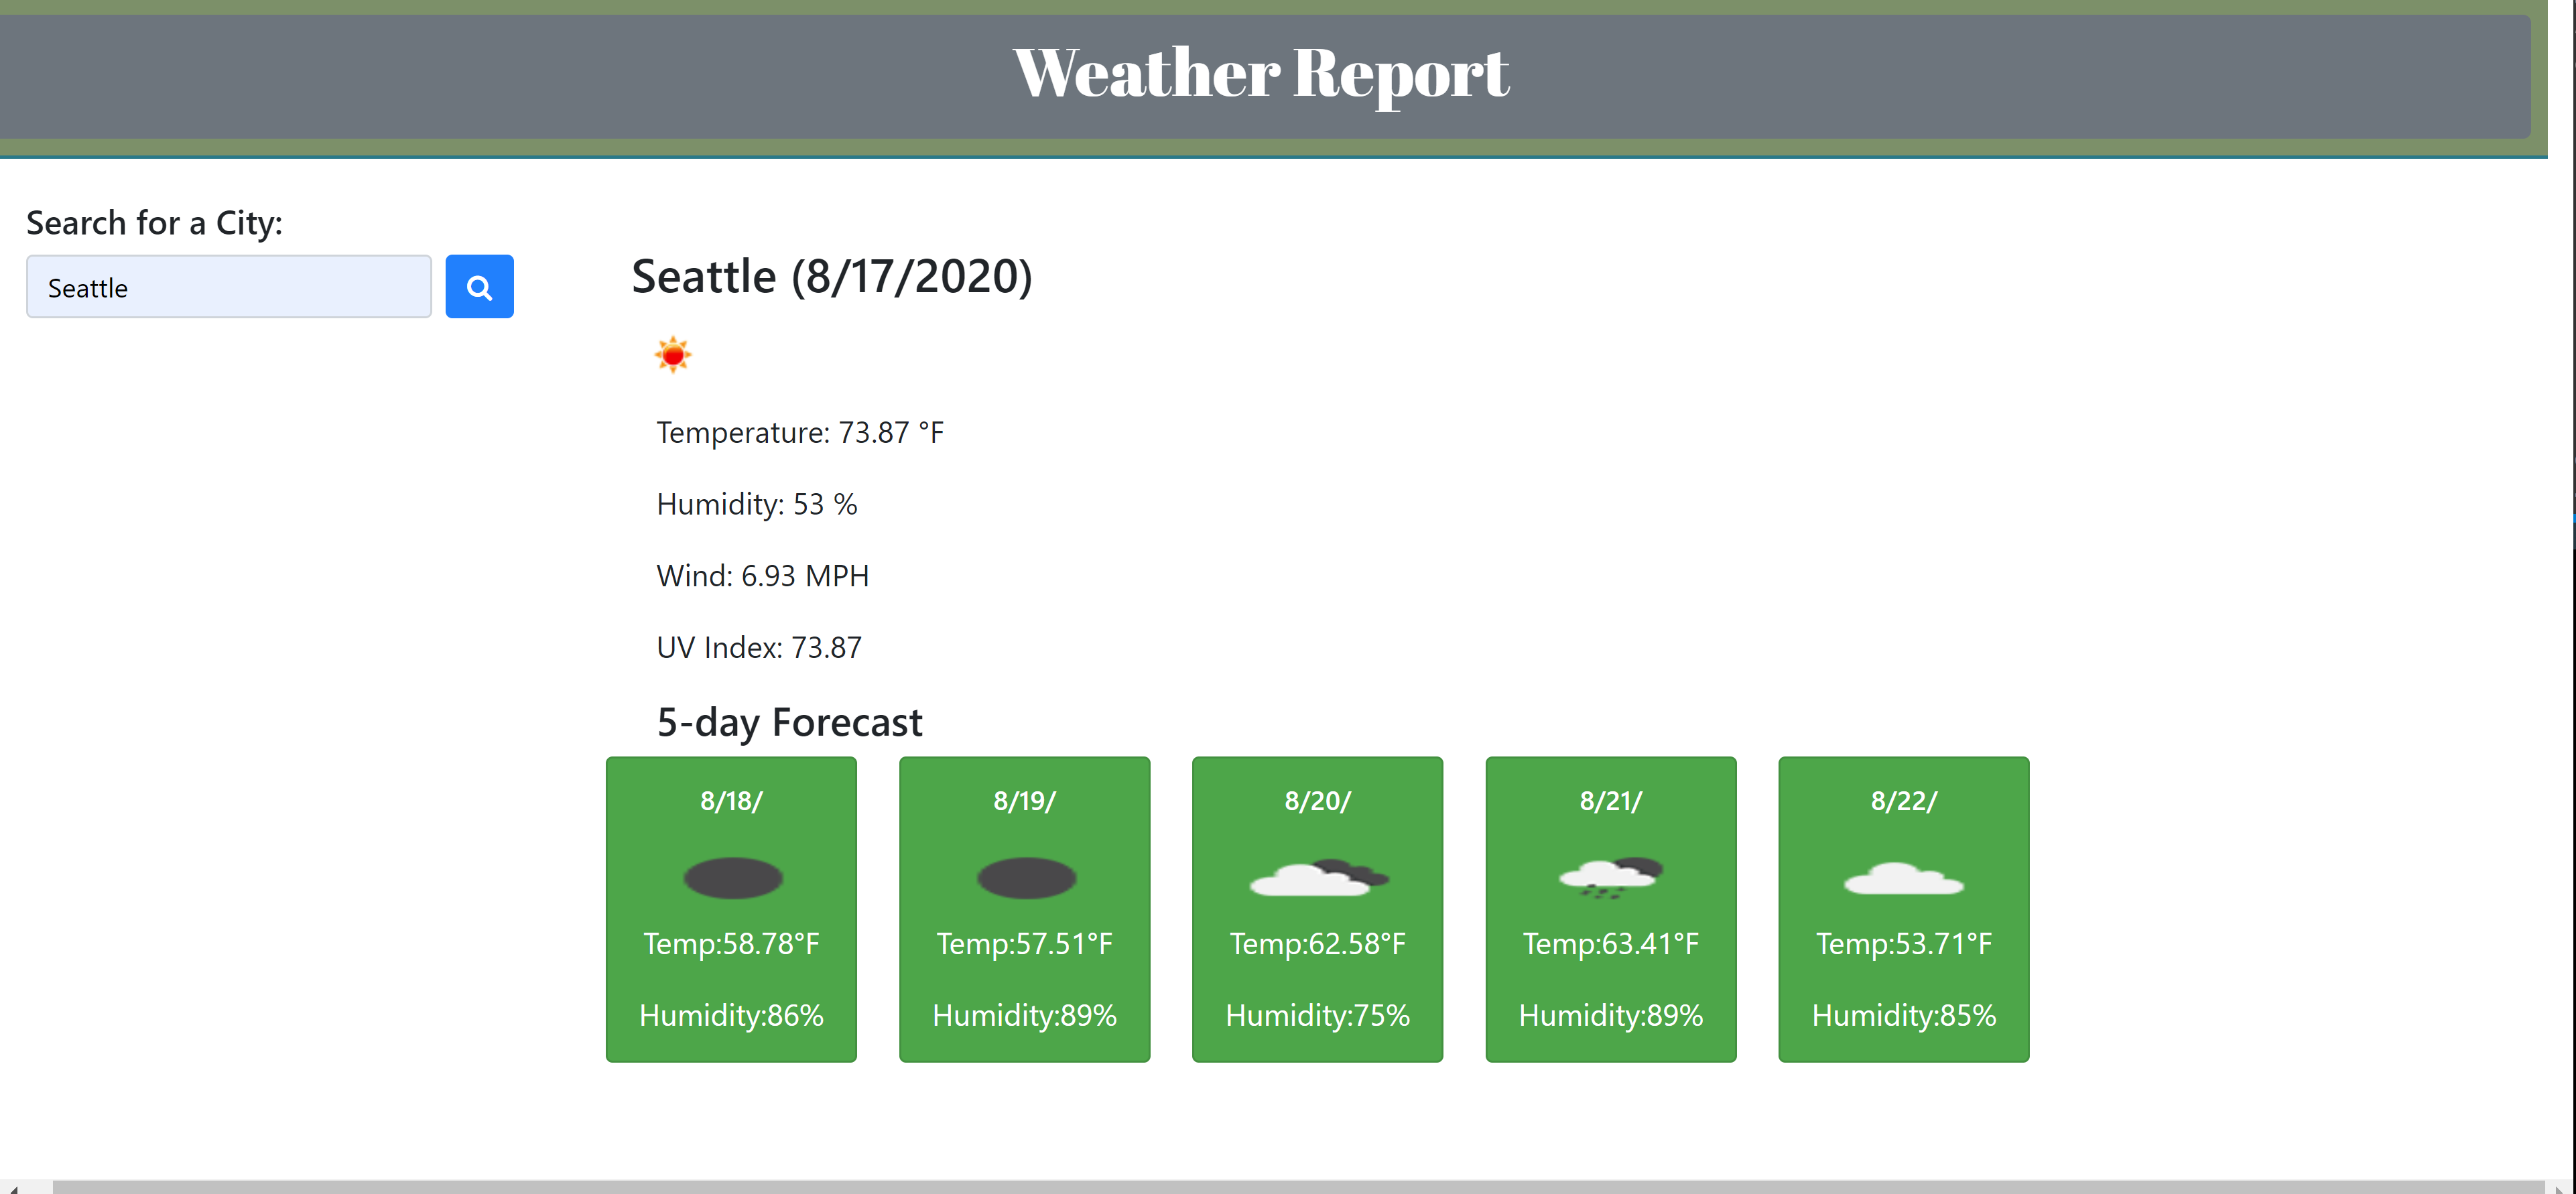 Weather Report
Search for a City:
Seattle
Seattle (8/17/2020)
Temperature: 73.87 °F
Humidity: 53 %
Wind: 6.93 MPH
UV Index: 73.87
5-day Forecast
8/18/
Temp:58.78°F
Humidity:86%
8/19/
Temp:57.51°F
Humidity:89%
8/20/
Temp:62.58°F
Humidity:75%
8/21/
Temp:63.41°F
Humidity:89%
8/22/
Temp:53.71°F
Humidity:85%